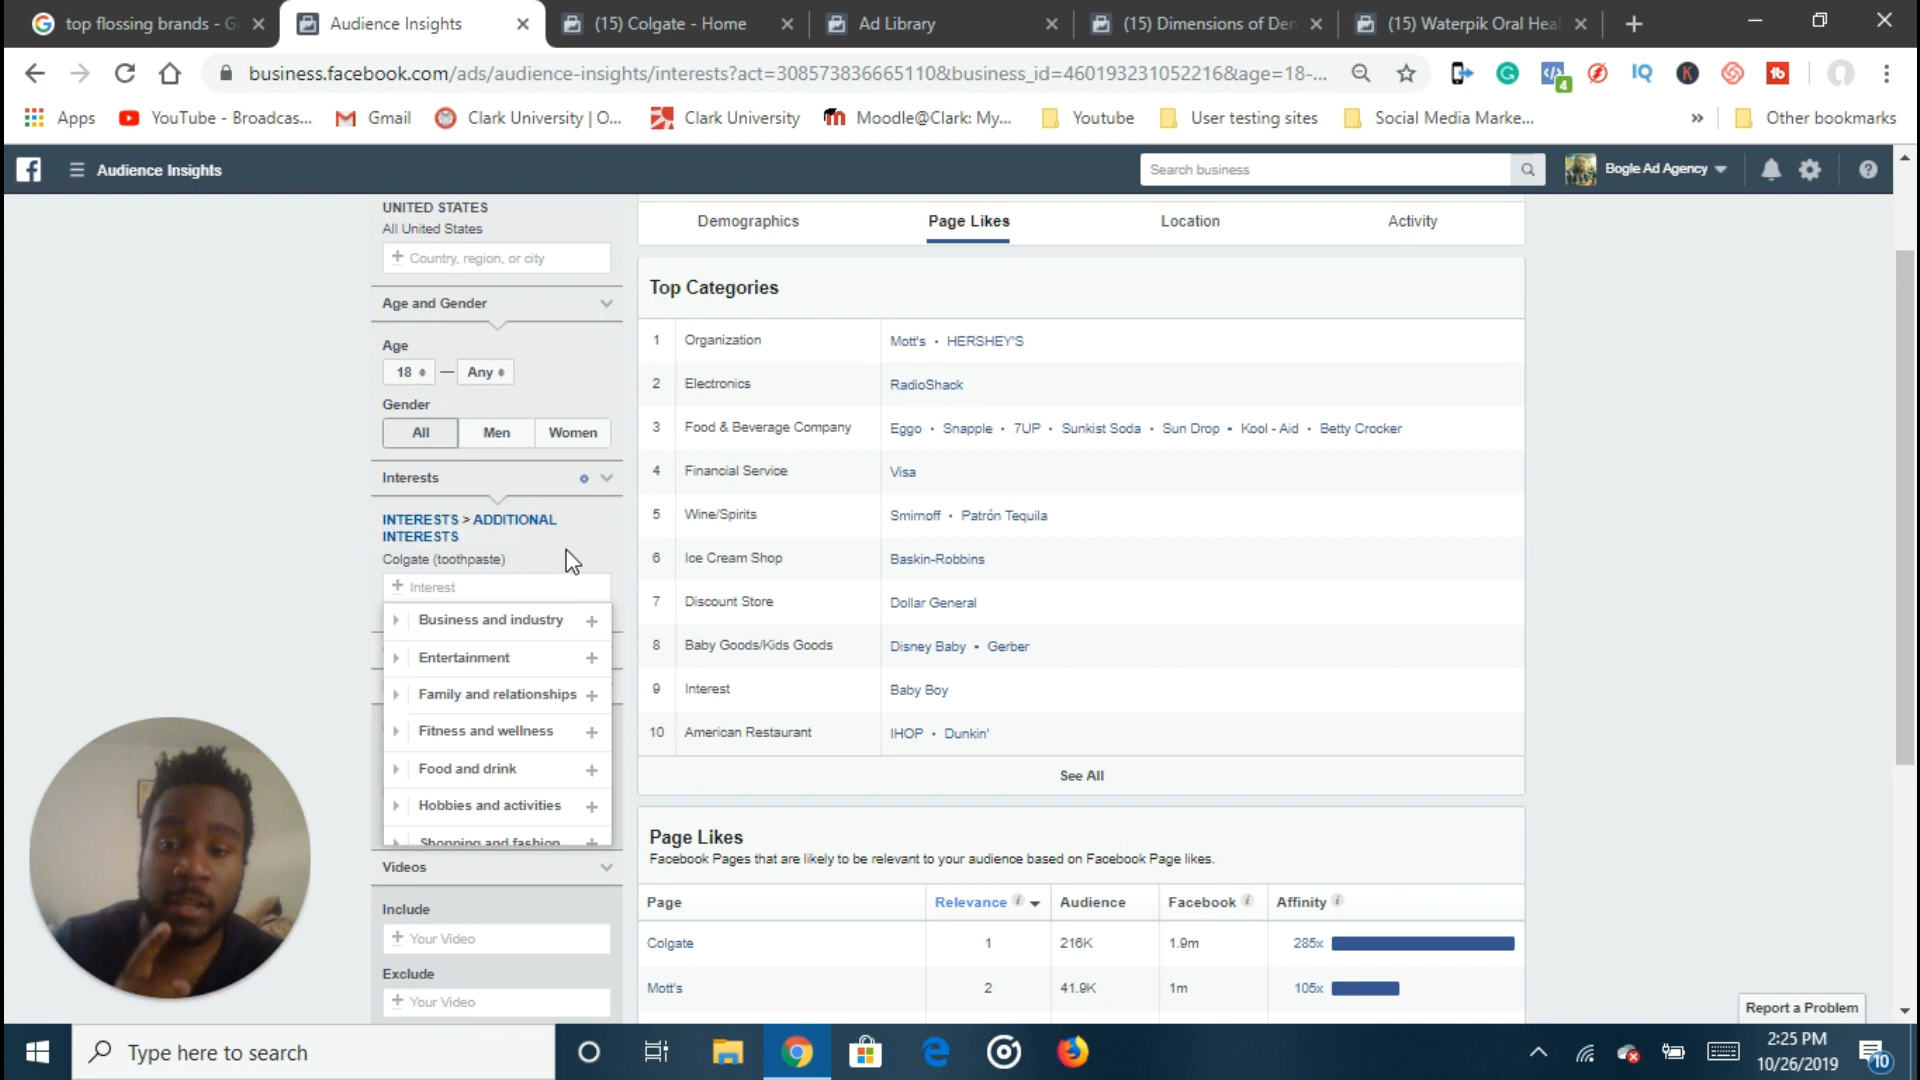 top flossing brands - G
Audience Insights
(15) Colgate - Home
Ad Library
(15) Dimensions of Den
(15) Waterpik Oral Heal
business.facebook.com/ads/audience-insights/interests?act=308573836665110&business_id=460193231052216&age=18-...
Apps
YouTube - Broadcas...
Gmail
Clark University | O...
Clark University
Moodle@Clark: My...
Youtube
User testing sites
Social Media Marke...
»
Other bookmarks
Audience Insights
Search business
Bogle Ad Agency
UNITED STATES
All United States
+ Country, region, or city
Age and Gender
Age
18 — Any
Gender
All Men Women
Interests
INTERESTS > ADDITIONAL
INTERESTS
Colgate (toothpaste)
+ Interest
Business and industry +
Entertainment +
Family and relationships +
Fitness and wellness +
Food and drink +
Hobbies and activities +
Shopping and fashion +
Videos
Include
+ Your Video
Exclude
+ Your Video
Demographics Page Likes Location Activity
Top Categories
1 Organization Mott's • HERSHEY'S
2 Electronics RadioShack
3 Food & Beverage Company Eggo • Snapple • 7UP • Sunkist Soda • Sun Drop • Kool - Aid • Betty Crocker
4 Financial Service Visa
5 Wine/Spirits Smirnoff • Patrón Tequila
6 Ice Cream Shop Baskin-Robbins
7 Discount Store Dollar General
8 Baby Goods/Kids Goods Disney Baby • Gerber
9 Interest Baby Boy
10 American Restaurant IHOP • Dunkin'
See All
Page Likes
Facebook Pages that are likely to be relevant to your audience based on Facebook Page likes.
Page Relevance Audience Facebook Affinity
Colgate 1 216K 1.9m 285x
Mott's 2 41.9K 1m 105x
Report a Problem
Type here to search
2:25 PM
10/26/2019
10